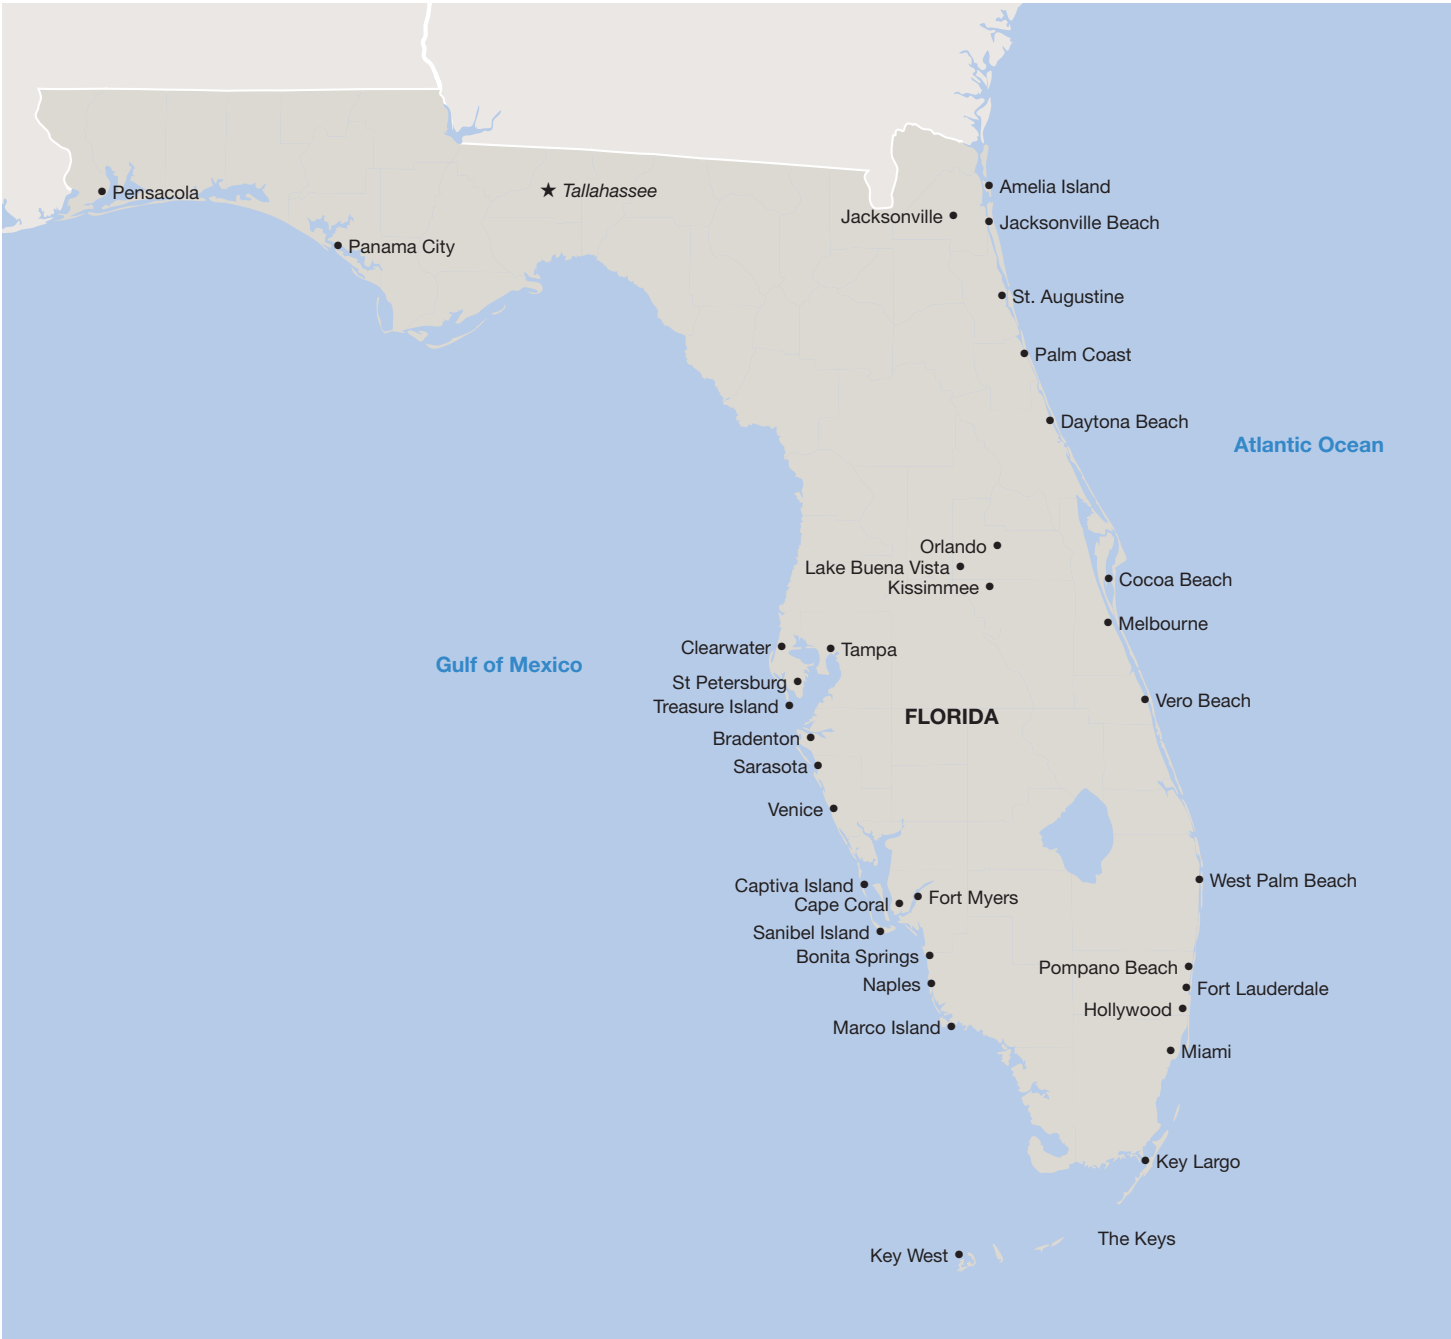 Amelia Island
Pensacola
Tallahassee
Jacksonville
Jacksonville Beach
Panama City
St. Augustine
Palm Coast
Daytona Beach
Atlantic Ocean
Orlando
Lake Buena Vista
Cocoa Beach
Kissimmee
Melbourne
Clearwater
Tampa
Gulf of Mexico
St Petersburg
Vero Beach
Treasure Island
FLORIDA
Bradenton
Sarasota
Venice
West Palm Beach
Captiva Island
Fort Myers
Cape Coral
Sanibel Island
Bonita Springs
Pompano Beach
Naples
Fort Lauderdale
Hollywood
Marco Island
Miami
Key Largo
The Keys
Key West